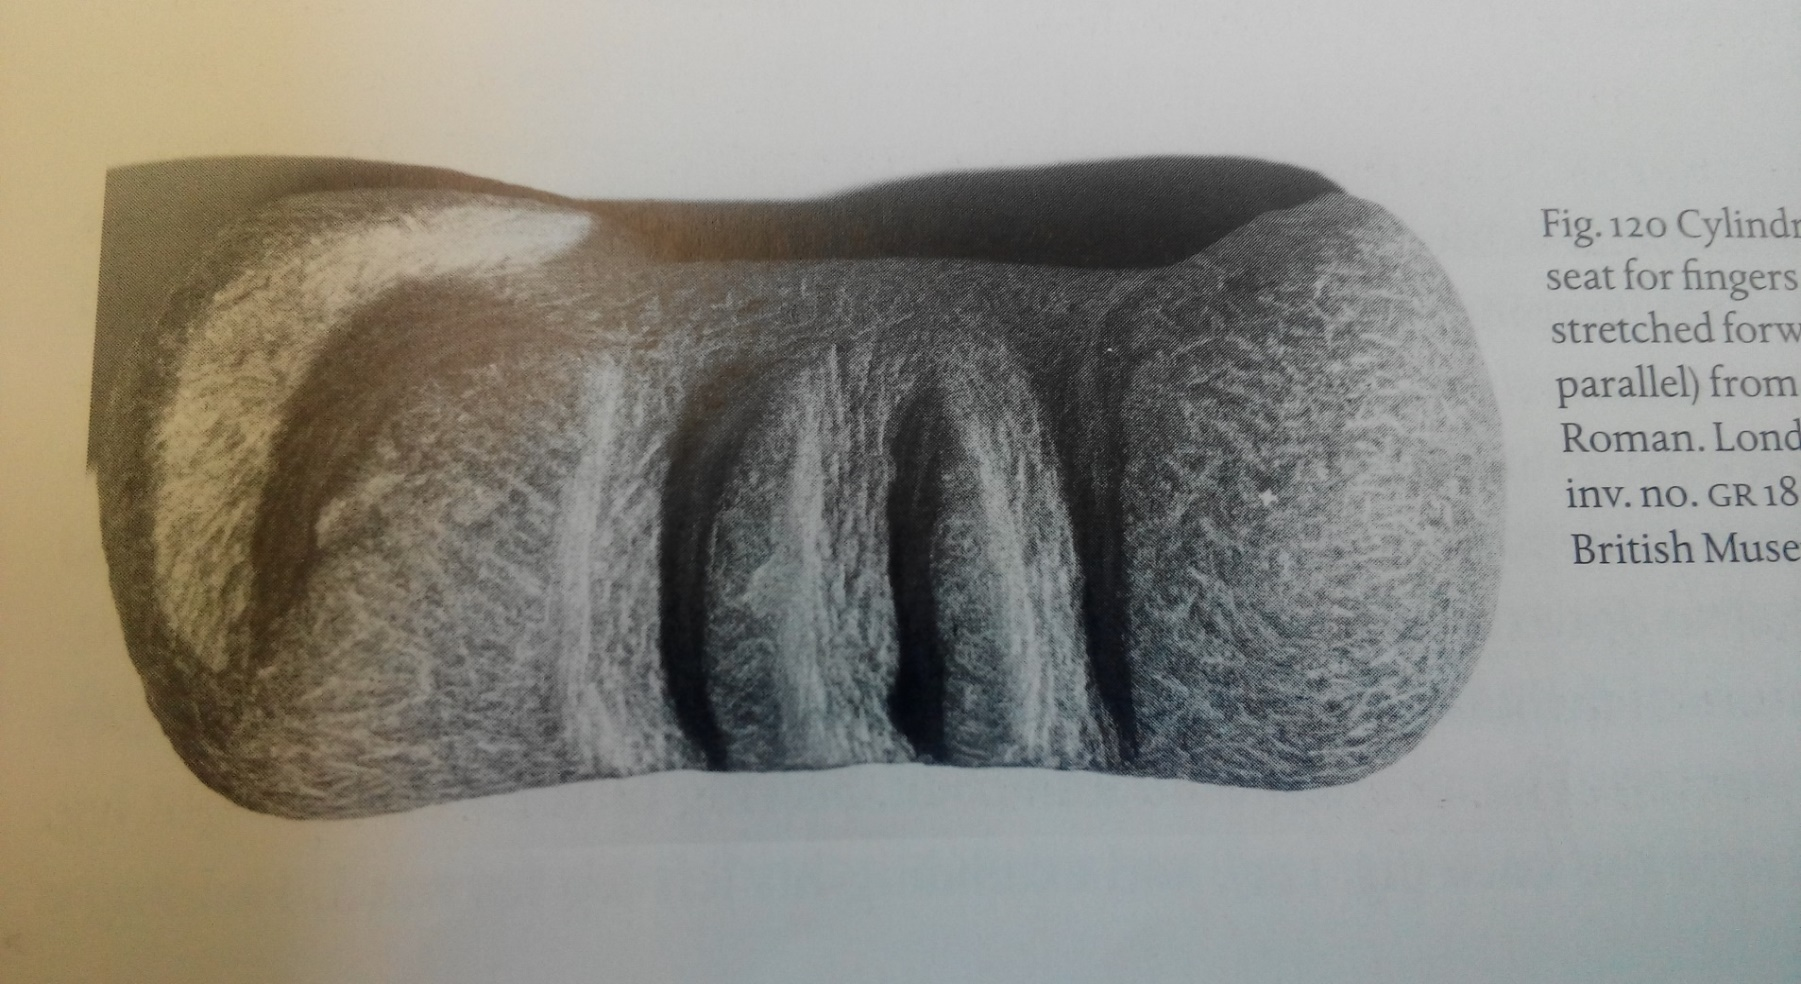 Fig. 120 Cylindr
seat for fingers
stretched forw
parallel) from
Roman. Lond
inv. no. GR 18
British Muse